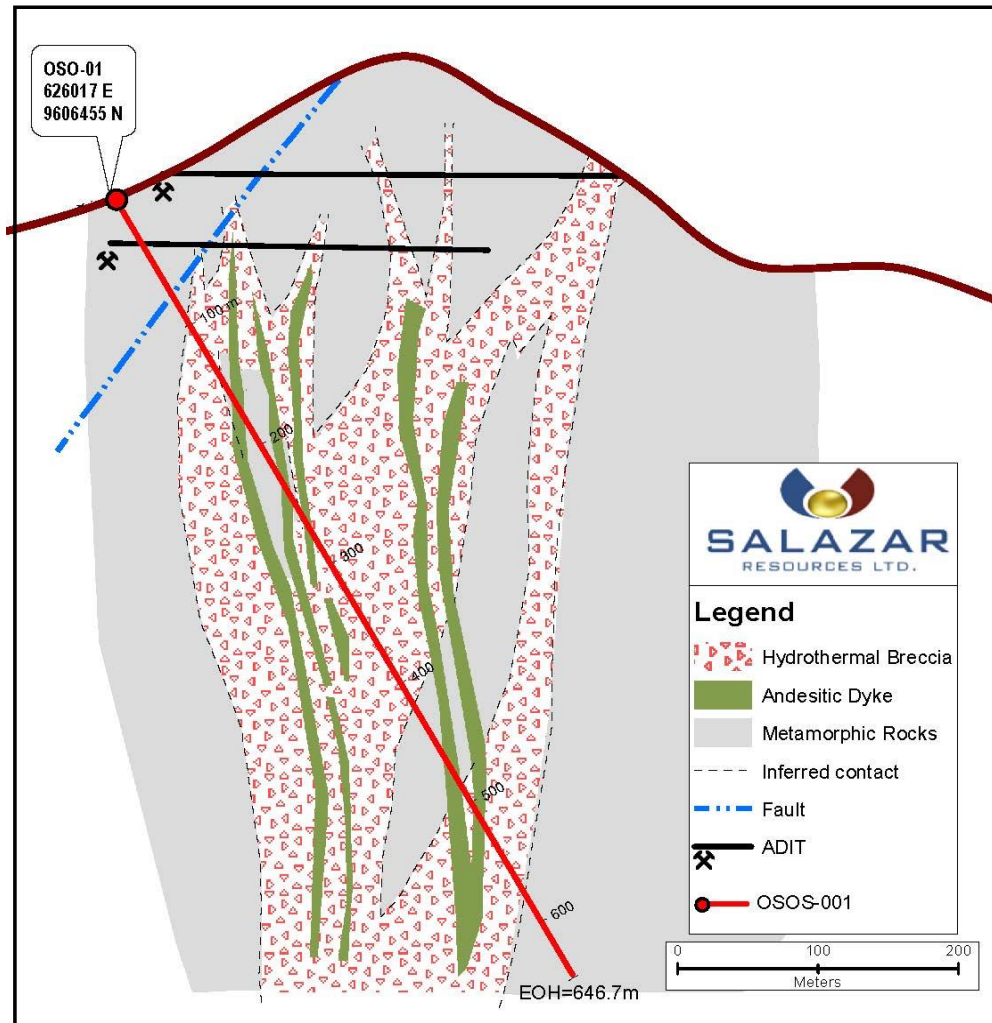 OSO-01
626017 E
9606455 N
100 m
200
300
400
500
600
EOH=646.7m
SALAZAR
RESOURCES LTD.
Legend
Hydrothermal Breccia
Andesitic Dyke
Metamorphic Rocks
Inferred contact
Fault
ADIT
OSOS-001
0 100 200
Meters